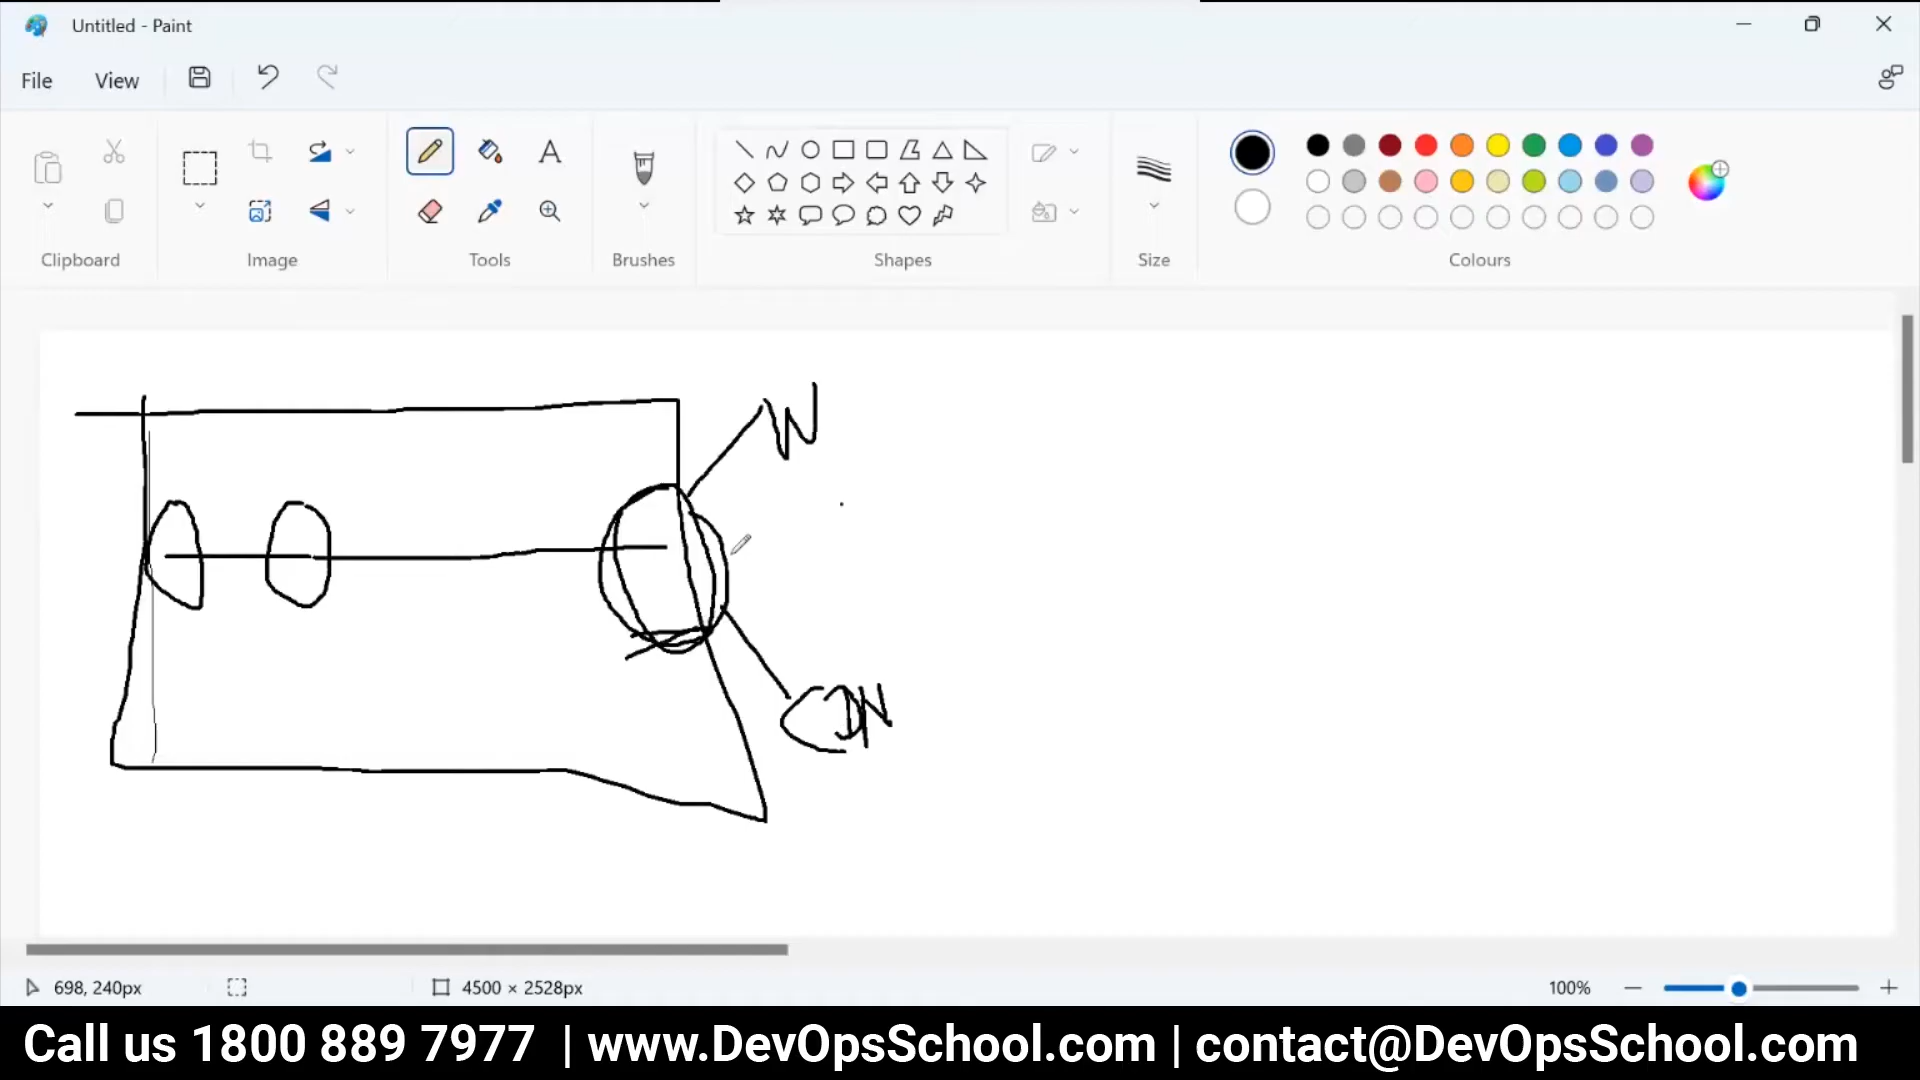 Untitled - Paint
File View
Clipboard Image Tools Brushes Shapes Size Colours
W
CDN
698, 240px 4500 × 2528px 100%
Call us 1800 889 7977 | www.DevOpsSchool.com | contact@DevOpsSchool.com